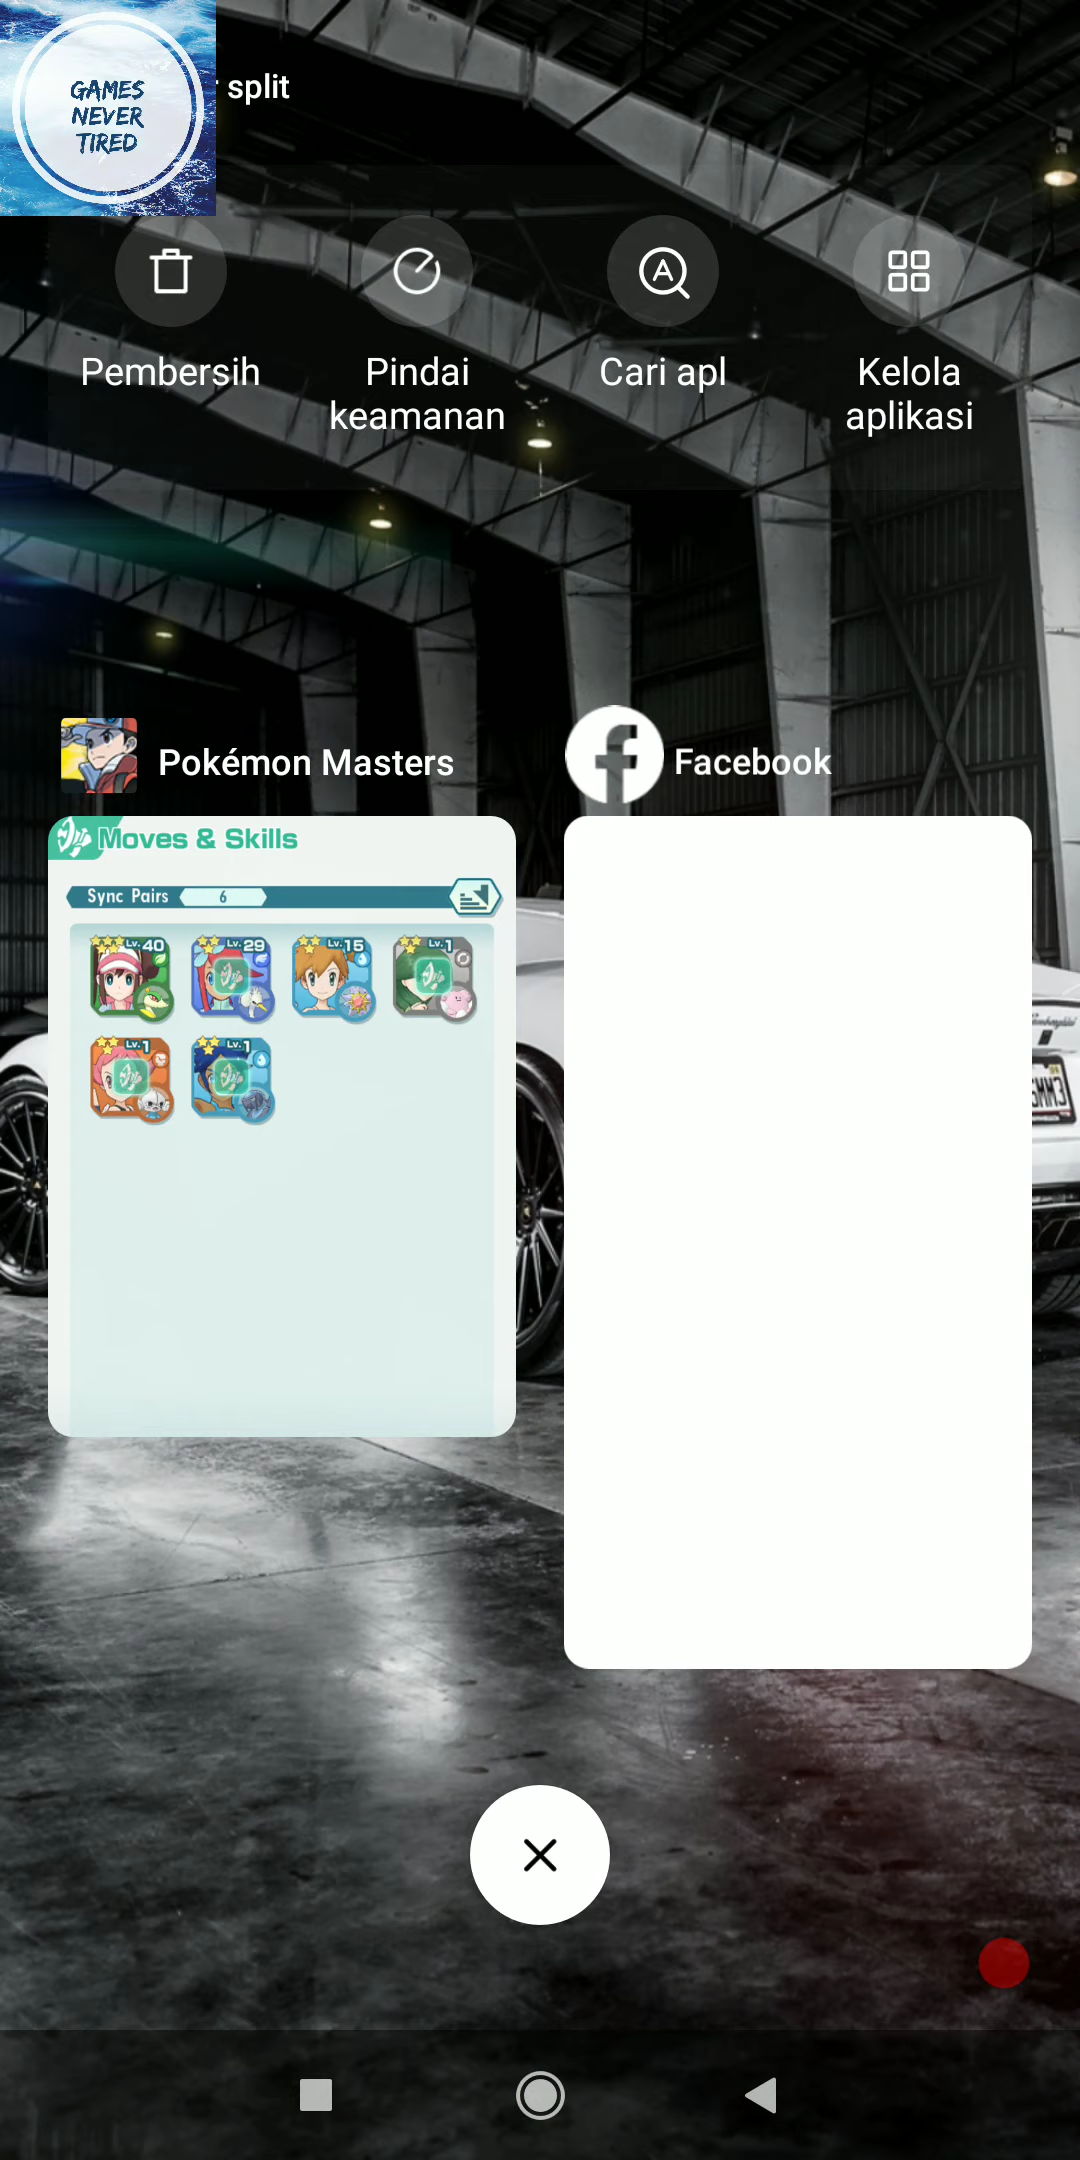 GAMES
NEVER
TIRED
split
Pembersih
Pindai
keamanan
Cari apl
Kelola
aplikasi
Pokémon Masters
Facebook
Moves & Skills
Sync Pairs 6
Lv.40
Lv.29
Lv.15
Lv.1
Lv.1
Lv.1